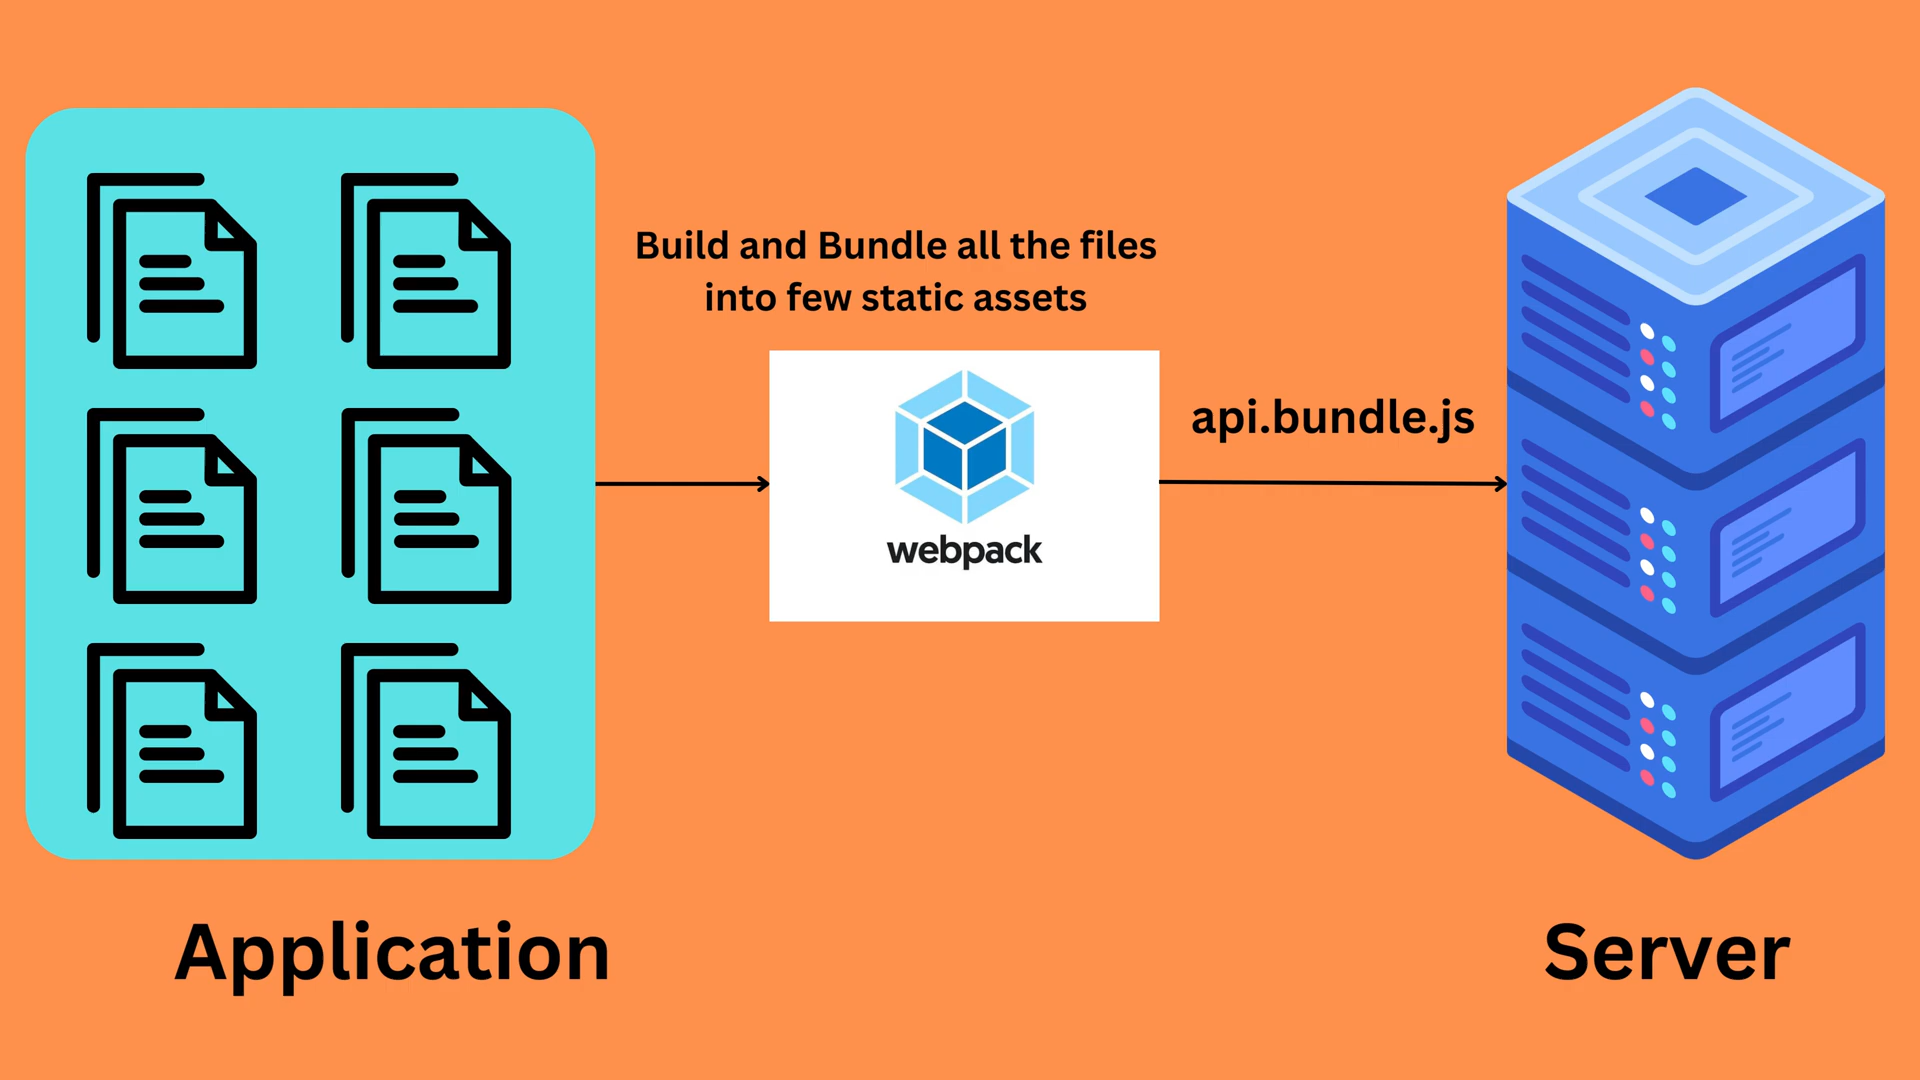 Build and Bundle all the files
into few static assets
webpack
api.bundle.js
Application
Server